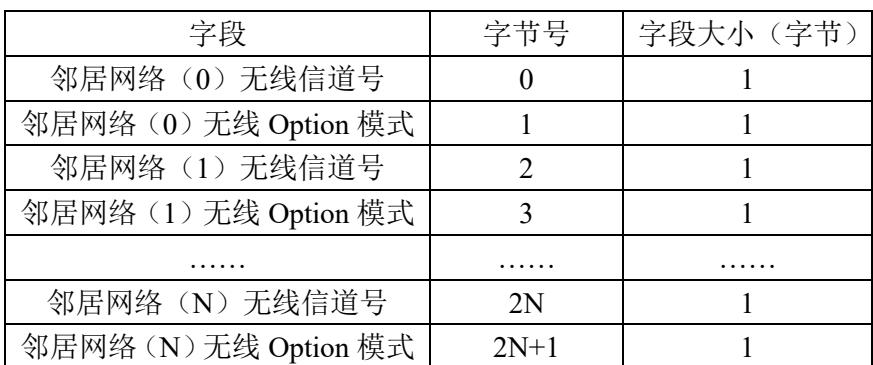 字段 字节号 字段大小（字节）
邻居网络（0）无线信道号 0 1
邻居网络（0）无线 Option 模式 1 1
邻居网络（1）无线信道号 2 1
邻居网络（1）无线 Option 模式 3 1
…… …… ……
邻居网络（N）无线信道号 2N 1
邻居网络（N）无线 Option 模式 2N+1 1